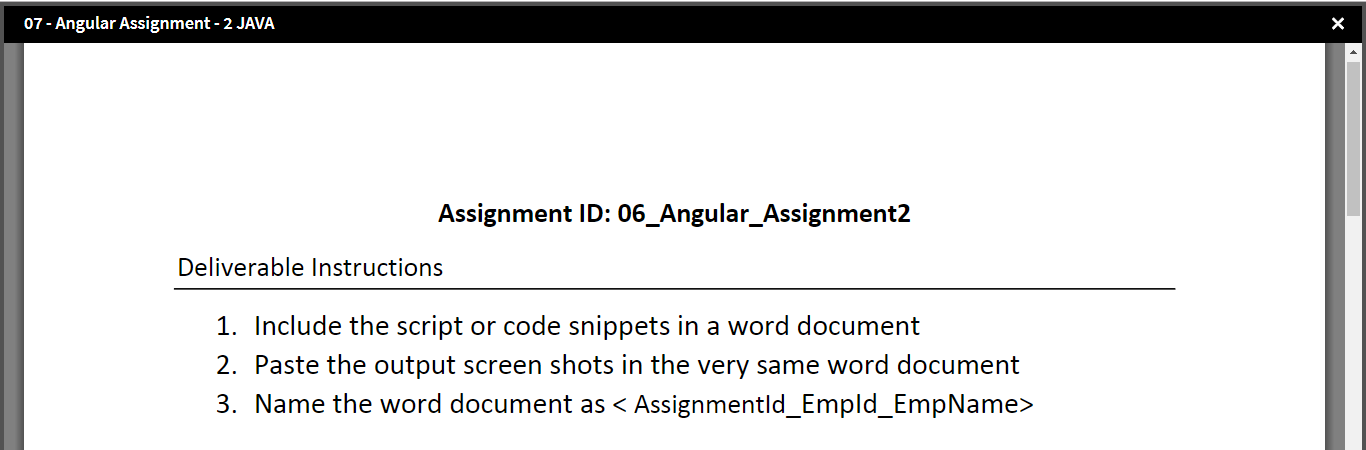 07 - Angular Assignment - 2 JAVA
Assignment ID: 06_Angular_Assignment2
Deliverable Instructions
1. Include the script or code snippets in a word document
2. Paste the output screen shots in the very same word document
3. Name the word document as < AssignmentId_EmpId_EmpName>